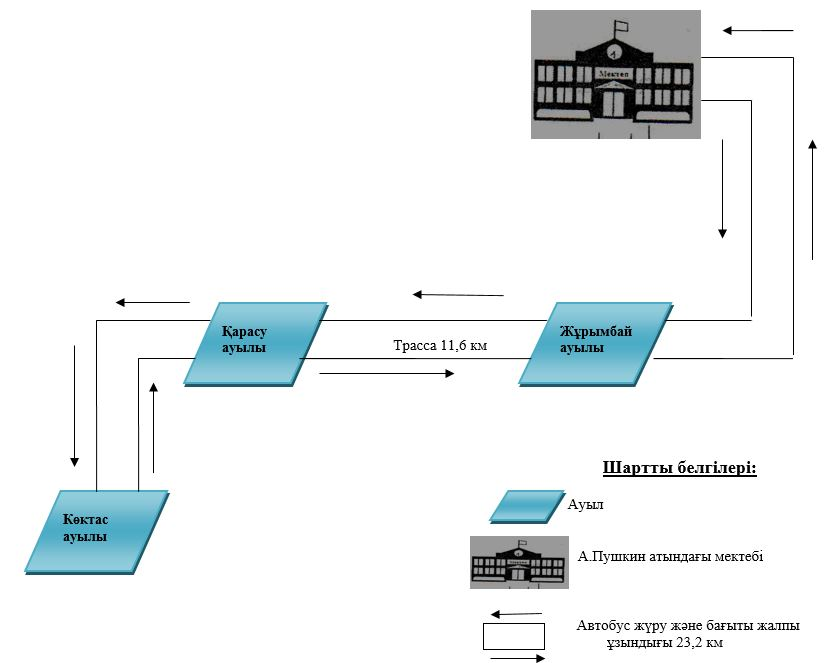 Мектеп
Қарасу
ауылы
Жұрымбай
ауылы
Трасса 11,6 км
Көктас
ауылы
Шартты белгілері:
Ауыл
А.Пушкин атындағы мектебі
Автобус жүру және бағыты жалпы
ұзындығы 23,2 км